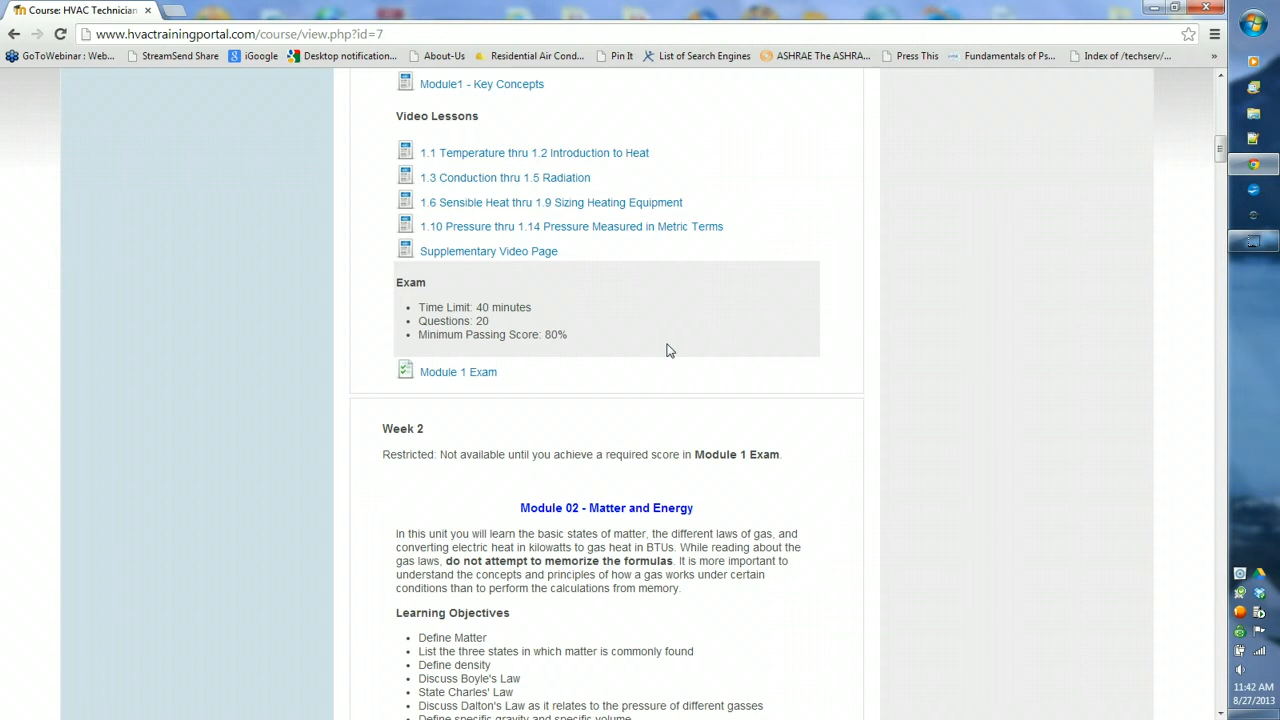 Course: HVAC Technician
www.hvactrainingportal.com/course/view.php?id=7
GoToWebinar : Web...
StreamSend Share
iGoogle
Desktop notification...
About-Us
Residential Air Cond...
Pin It
List of Search Engines
ASHRAE The ASHRA...
Press This
Fundamentals of Ps...
Index of /techserv/...
»
Module1 - Key Concepts
Video Lessons
1.1 Temperature thru 1.2 Introduction to Heat
1.3 Conduction thru 1.5 Radiation
1.6 Sensible Heat thru 1.9 Sizing Heating Equipment
1.10 Pressure thru 1.14 Pressure Measured in Metric Terms
Supplementary Video Page
Exam
• Time Limit: 40 minutes
• Questions: 20
• Minimum Passing Score: 80%
Module 1 Exam
Week 2
Restricted: Not available until you achieve a required score in Module 1 Exam.
Module 02 - Matter and Energy
In this unit you will learn the basic states of matter, the different laws of gas, and
converting electric heat in kilowatts to gas heat in BTUs. While reading about the
gas laws, do not attempt to memorize the formulas. It is more important to
understand the concepts and principles of how a gas works under certain
conditions than to perform the calculations from memory.
Learning Objectives
• Define Matter
• List the three states in which matter is commonly found
• Define density
• Discuss Boyle's Law
• State Charles' Law
• Discuss Dalton's Law as it relates to the pressure of different gasses
• Define specific gravity and specific volume
11:42 AM
8/27/2013